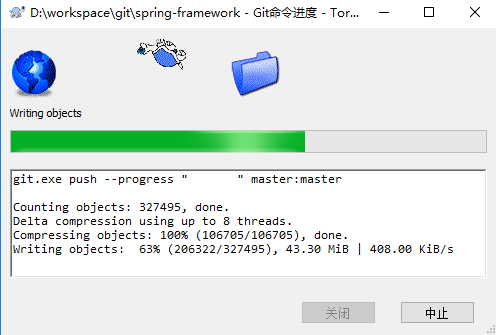 D:\workspace\git\spring-framework - Git命令进度 - Tor...
Writing objects
git.exe push --progress "       " master:master
Counting objects: 327495, done.
Delta compression using up to 8 threads.
Compressing objects: 100% (106705/106705), done.
Writing objects:  63% (206322/327495), 43.30 MiB | 408.00 KiB/s
关闭
中止